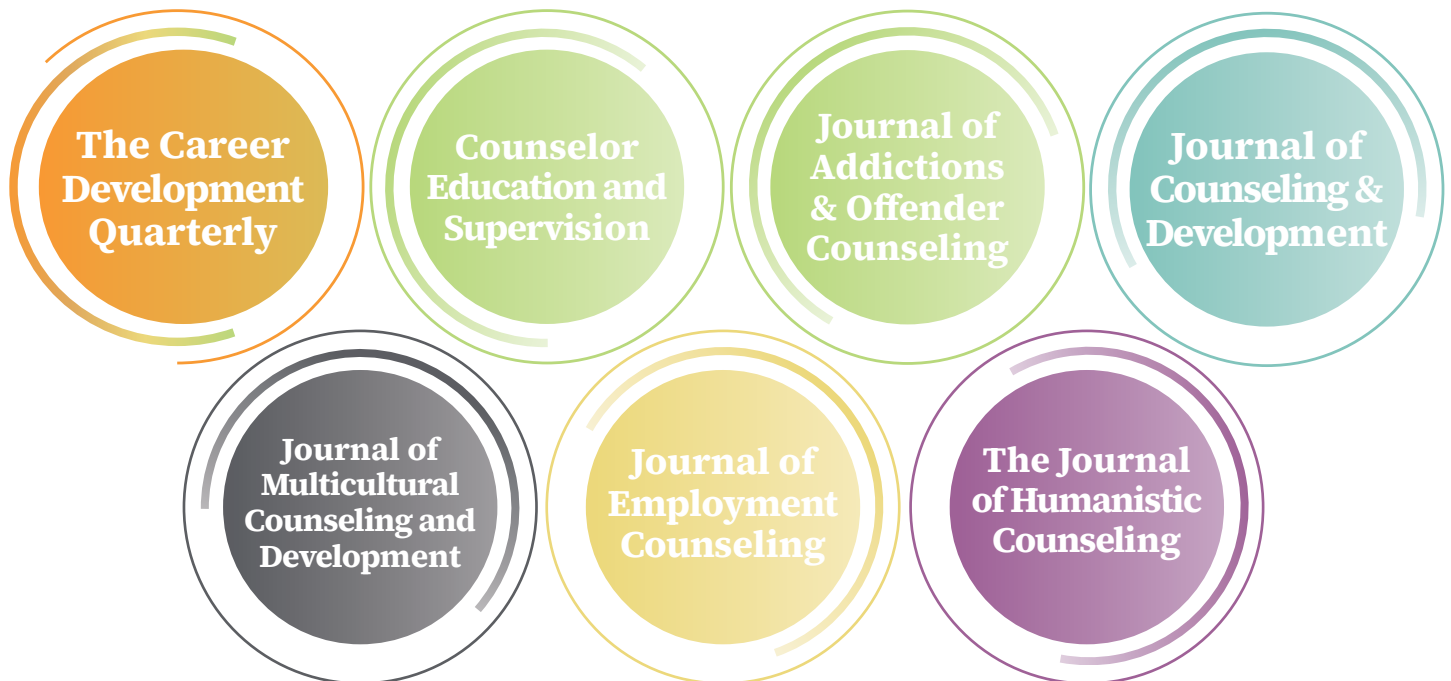 The Career
Development
Quarterly
Counselor
Education and
Supervision
Journal of
Addictions
& Offender
Counseling
Journal of
Counseling &
Development
Journal of
Multicultural
Counseling and
Development
Journal of
Employment
Counseling
The Journal
of Humanistic
Counseling